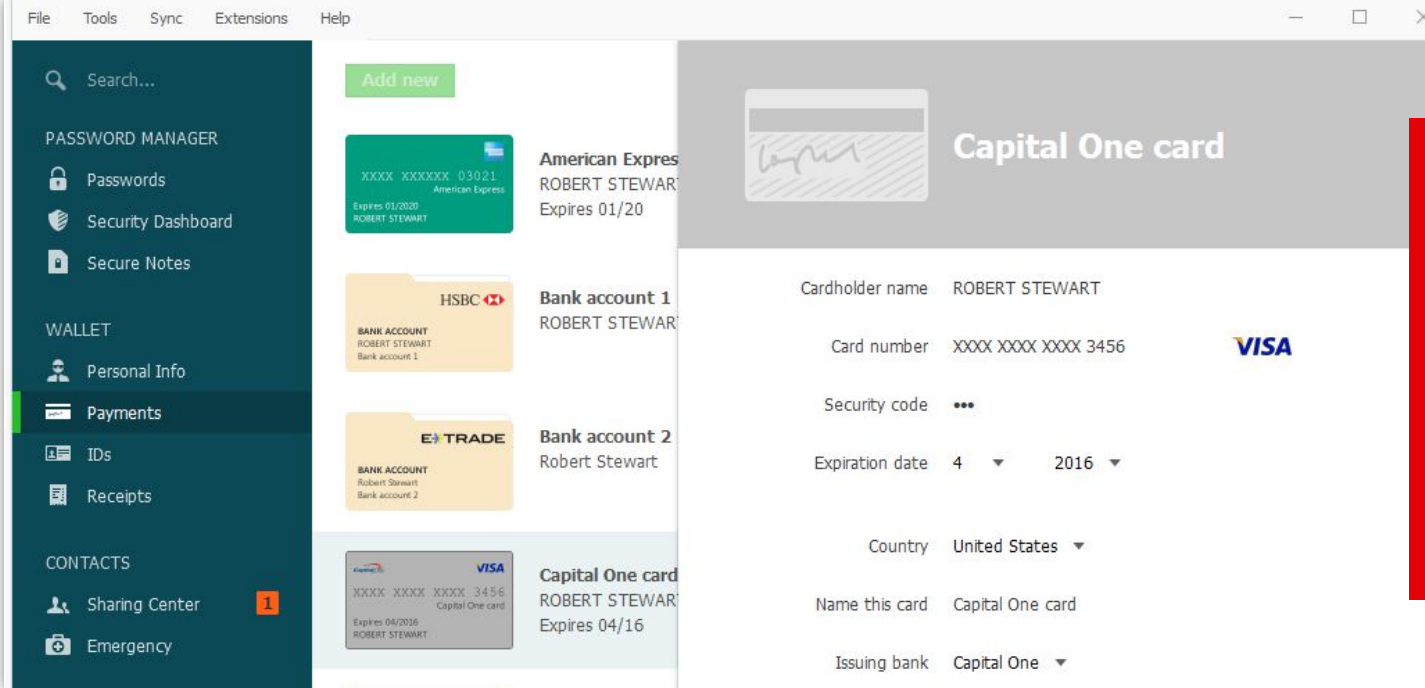 File Tools Sync Extensions Help
Search...
PASSWORD MANAGER
Passwords
Security Dashboard
Secure Notes
WALLET
Personal Info
Payments
IDs
Receipts
CONTACTS
Sharing Center 1
Emergency
Add new
XXXX XXXXXX 03021
American Express
Expires 01/2020
ROBERT STEWART
American Expres
ROBERT STEWAR
Expires 01/20
HSBC
BANK ACCOUNT
ROBERT STEWART
Bank account 1
Bank account 1
ROBERT STEWAR
E TRADE
BANK ACCOUNT
Robert Stewart
Bank account 2
Bank account 2
Robert Stewart
VISA
XXXX XXXX XXXX 3456
Capital One card
Expires 04/2016
ROBERT STEWART
Capital One card
ROBERT STEWAR
Expires 04/16
Capital One card
Cardholder name ROBERT STEWART
Card number XXXX XXXX XXXX 3456 VISA
Security code •••
Expiration date 4 2016
Country United States
Name this card Capital One card
Issuing bank Capital One